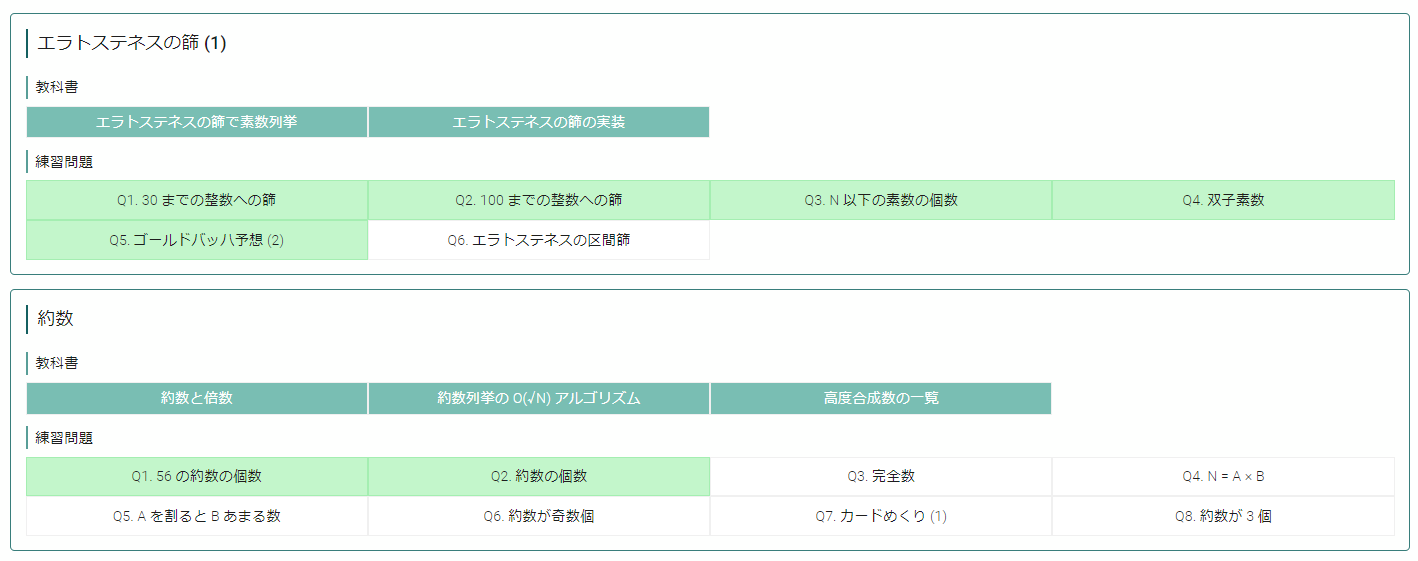 エラトステネスの篩 (1)
教科書
エラトステネスの篩で素数列挙 エラトステネスの篩の実装
練習問題
Q1. 30 までの整数への篩 Q2. 100 までの整数への篩 Q3. N 以下の素数の個数 Q4. 双子素数
Q5. ゴールドバッハ予想 (2) Q6. エラトステネスの区間篩
約数
教科書
約数と倍数 約数列挙の O(√N) アルゴリズム 高度合成数の一覧
練習問題
Q1. 56 の約数の個数 Q2. 約数の個数 Q3. 完全数 Q4. N = A × B
Q5. A を割ると B あまる数 Q6. 約数が奇数個 Q7. カードめくり (1) Q8. 約数が 3 個